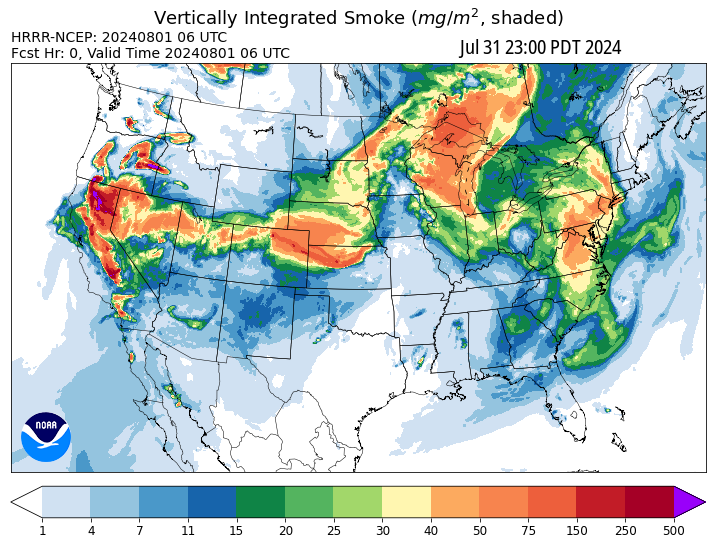 Vertically Integrated Smoke (mg/m², shaded)
HRRR-NCEP: 20240801 06 UTC
Fcst Hr: 0, Valid Time 20240801 06 UTC
Jul 31 23:00 PDT 2024
NOAA
1 4 7 11 15 20 25 30 40 50 75 150 250 500